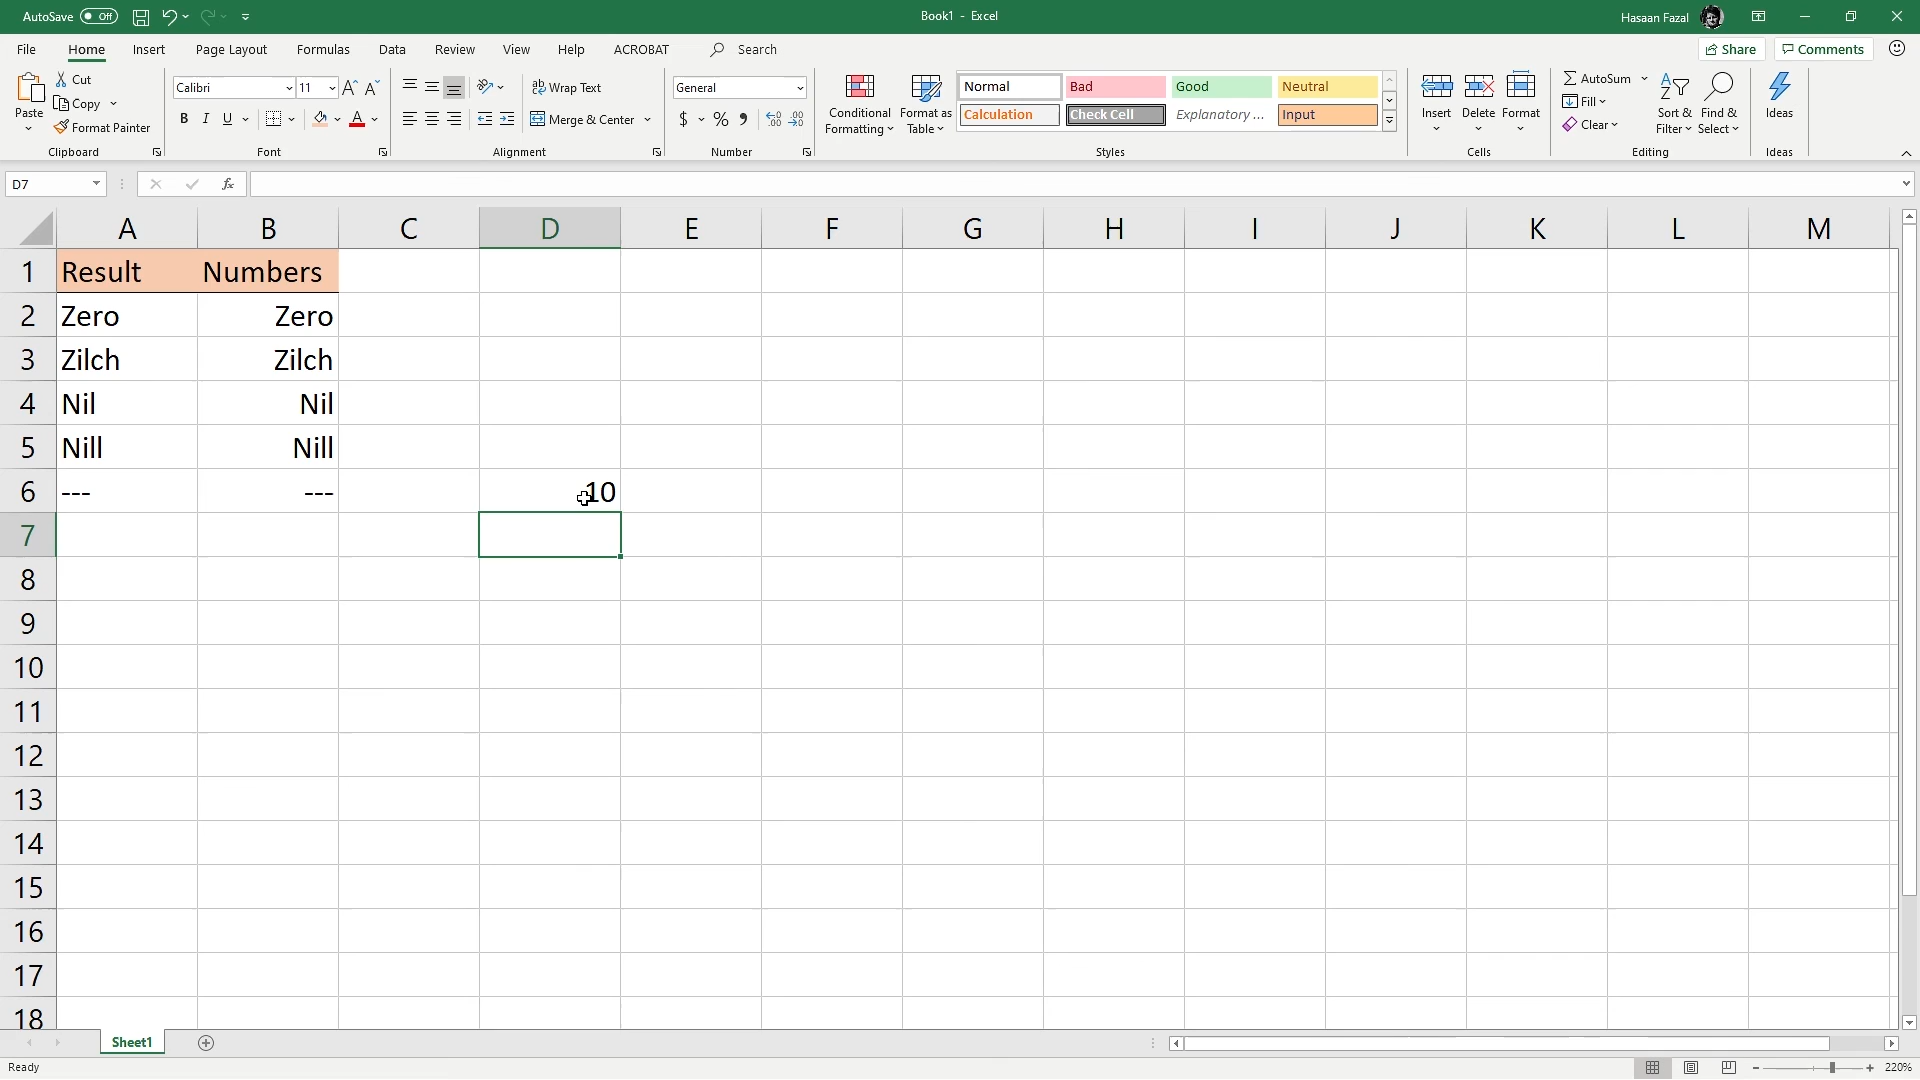 AutoSave Off Book1 - Excel Hasaan Fazal
File Home Insert Page Layout Formulas Data Review View Help ACROBAT Search Share Comments
Paste Cut Copy Format Painter Clipboard
Calibri 11 A A B I U A Font
ab Wrap Text Merge & Center Alignment
General $ % Number
Conditional Formatting Format as Table
Normal Bad Good Neutral
Calculation Check Cell Explanatory ... Input
Styles
Insert Delete Format Cells
AutoSum Fill Clear Sort & Filter Find & Select Editing
Ideas Ideas
D7 fx
A B C D E F G H I J K L M
1 Result Numbers
2 Zero Zero
3 Zilch Zilch
4 Nil Nil
5 Nill Nill
6 --- --- 10
7
8
9
10
11
12
13
14
15
16
17
18
Sheet1
Ready 220%